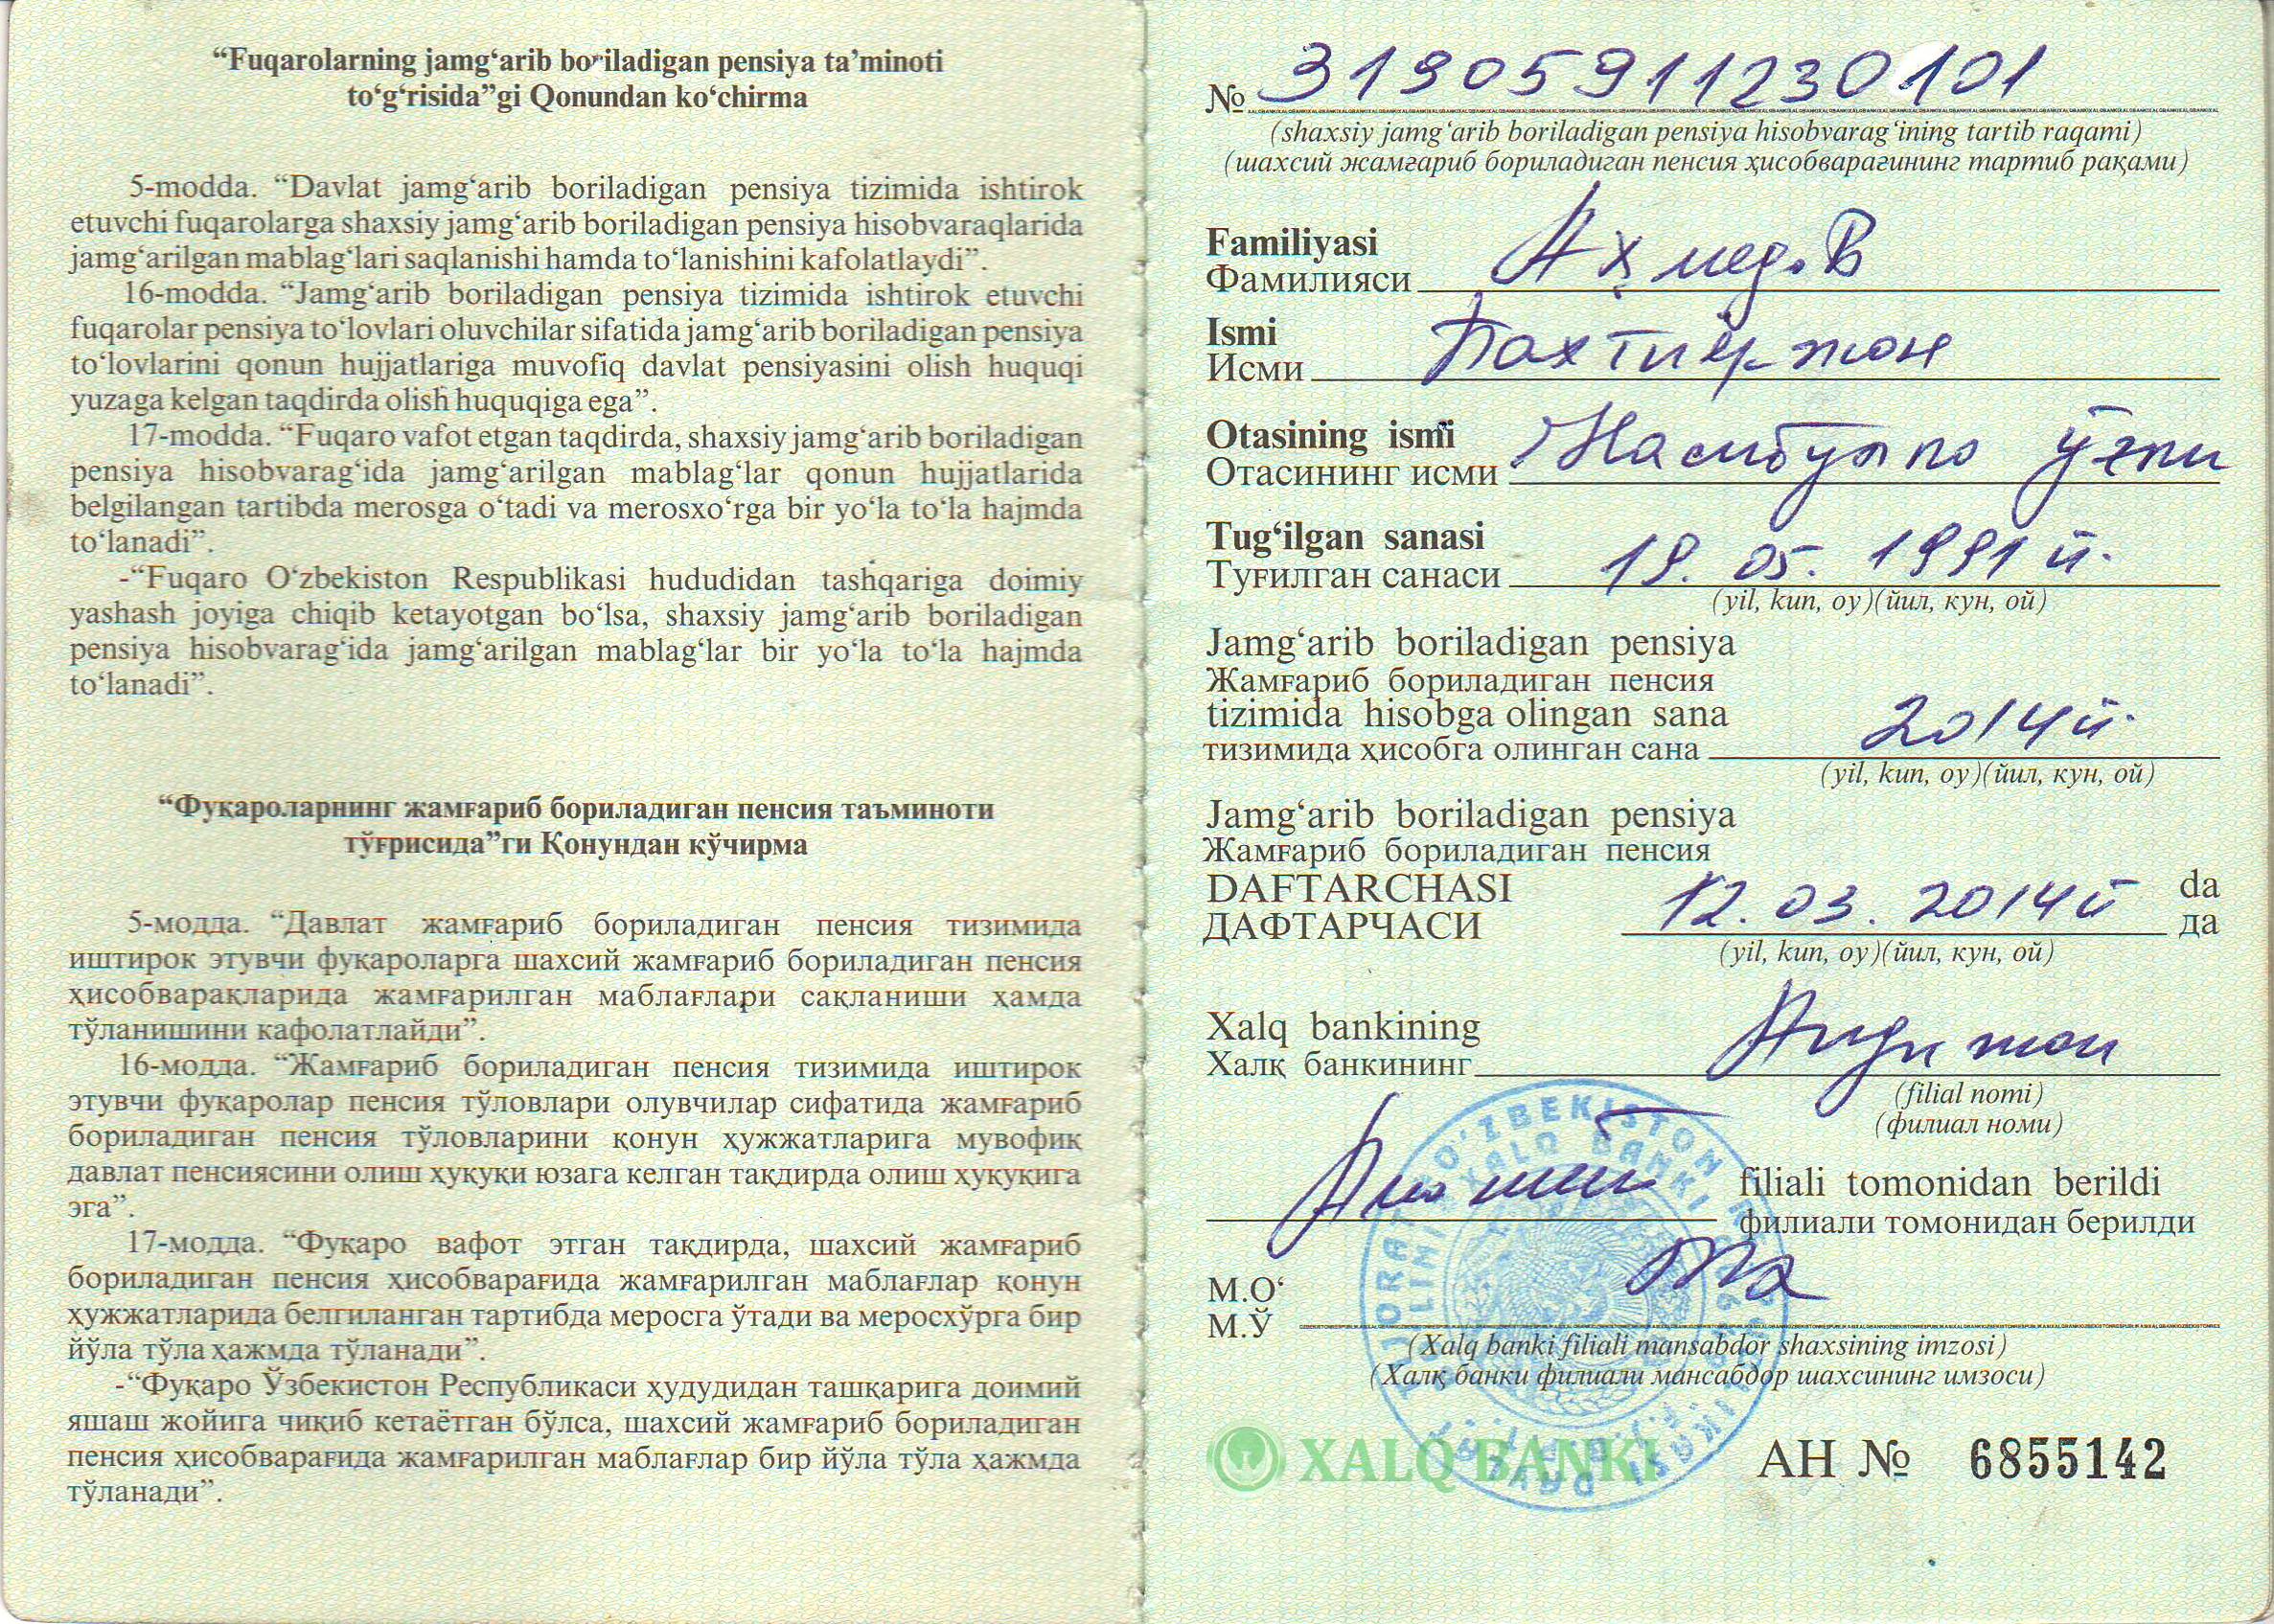 “Fuqarolarning jamg‘arib boriladigan pensiya ta’minoti
to‘g‘risida”gi Qonundan ko‘chirma
5-modda. “Davlat jamg‘arib boriladigan pensiya tizimida ishtirok
etuvchi fuqarolarga shaxsiy jamg‘arib boriladigan pensiya hisobvaraqlarida
jamg‘arilgan mablag‘lari saqlanishi hamda to‘lanishini kafolatlaydi”.
16-modda. “Jamg‘arib boriladigan pensiya tizimida ishtirok etuvchi
fuqarolar pensiya to‘lovlari oluvchilar sifatida jamg‘arib boriladigan pensiya
to‘lovlarini qonun hujjatlariga muvofiq davlat pensiyasini olish huquqi
yuzaga kelgan taqdirda olish huquqiga ega”.
17-modda. “Fuqaro vafot etgan taqdirda, shaxsiy jamg‘arib boriladigan
pensiya hisobvarag‘ida jamg‘arilgan mablag‘lar qonun hujjatlarida
belgilangan tartibda merosga o‘tadi va merosxo‘rga bir yo‘la to‘la hajmda
to‘lanadi”.
-“Fuqaro O‘zbekiston Respublikasi hududidan tashqariga doimiy
yashash joyiga chiqib ketayotgan bo‘lsa, shaxsiy jamg‘arib boriladigan
pensiya hisobvarag‘ida jamg‘arilgan mablag‘lar bir yo‘la to‘la hajmda
to‘lanadi”.
“Фуқароларнинг жамғариб бориладиган пенсия таъминоти
тўғрисида”ги Қонундан кўчирма
5-модда. “Давлат жамғариб бориладиган пенсия тизимида
иштирок этувчи фуқароларга шахсий жамғариб бориладиган пенсия
ҳисобварақларида жамғарилган маблағлари сақланиши ҳамда
тўланишини кафолатлайди”.
16-модда. “Жамғариб бориладиган пенсия тизимида иштирок
этувчи фуқаролар пенсия тўловлари олувчилар сифатида жамғариб
бориладиган пенсия тўловларини қонун ҳужжатларига мувофиқ
давлат пенсиясини олиш ҳуқуқи юзага келган тақдирда олиш ҳуқуқига
эга”.
17-модда. “Фуқаро вафот этган тақдирда, шахсий жамғариб
бориладиган пенсия ҳисобварағида жамғарилган маблағлар қонун
ҳужжатларида белгиланган тартибда меросга ўтади ва меросхўрга бир
йўла тўла ҳажмда тўланади”.
-“Фуқаро Ўзбекистон Республикаси ҳудудидан ташқарига доимий
яшаш жойига чиқиб кетаётган бўлса, шахсий жамғариб бориладиган
пенсия ҳисобварағида жамғарилган маблағлар бир йўла тўла ҳажмда
тўланади”.
№ 31905911230101
(shaxsiy jamg‘arib boriladigan pensiya hisobvarag‘ining tartib raqami)
(шахсий жамғариб бориладиган пенсия ҳисобварағининг тартиб рақами)
Familiyasi
Фамилияси Аҳмедов
Ismi
Исми Бахтиёржон
Otasining ismi
Отасининг исми ўғли
Tug‘ilgan sanasi
Туғилган санаси 19.05.1991 й.
(yil, kun, oy)(йил, кун, ой)
Jamg‘arib boriladigan pensiya
Жамғариб бориладиган пенсия
tizimida hisobga olingan sana
тизимида ҳисобга олинган сана 2014 й.
(yil, kun, oy)(йил, кун, ой)
Jamg‘arib boriladigan pensiya
Жамғариб бориладиган пенсия
DAFTARCHASI
ДАФТАРЧАСИ 12.03.2014 й da
да
(yil, kun, oy)(йил, кун, ой)
Xalq bankining
Халқ банкининг Андижон
(filial nomi)
(филиал номи)
filiali tomonidan berildi
филиали томонидан берилди
M.O‘
М.Ў
(Xalq banki filiali mansabdor shaxsining imzosi)
(Халқ банки филиали мансабдор шахсининг имзоси)
XALQ BANKI AH № 6855142